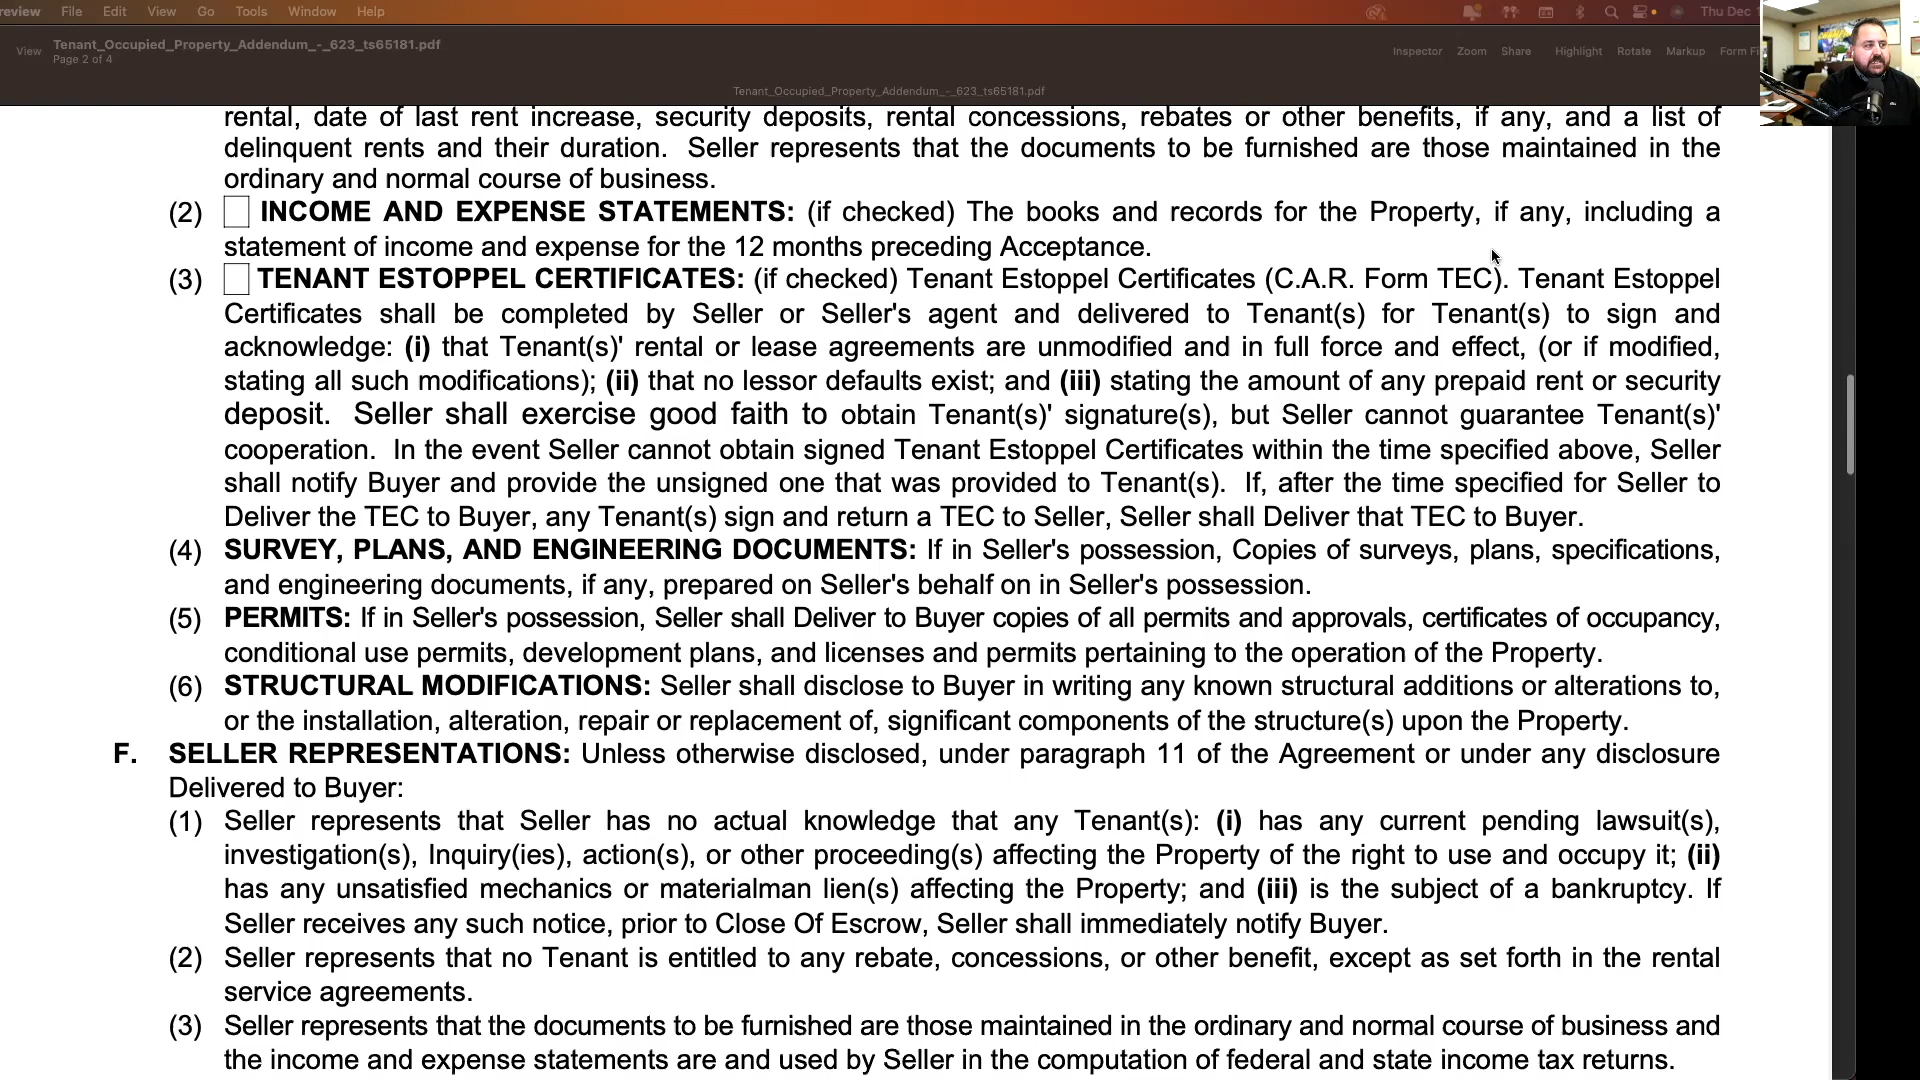 review File Edit View Go Tools Window Help Thu Dec
View Tenant_Occupied_Property_Addendum_-_623_ts65181.pdf
Page 2 of 4
Inspector Zoom Share Highlight Rotate Markup Form Fi
Tenant_Occupied_Property_Addendum_-_623_ts65181.pdf
rental, date of last rent increase, security deposits, rental concessions, rebates or other benefits, if any, and a list of
delinquent rents and their duration. Seller represents that the documents to be furnished are those maintained in the
ordinary and normal course of business.
(2) INCOME AND EXPENSE STATEMENTS: (if checked) The books and records for the Property, if any, including a
statement of income and expense for the 12 months preceding Acceptance.
(3) TENANT ESTOPPEL CERTIFICATES: (if checked) Tenant Estoppel Certificates (C.A.R. Form TEC). Tenant Estoppel
Certificates shall be completed by Seller or Seller's agent and delivered to Tenant(s) for Tenant(s) to sign and
acknowledge: (i) that Tenant(s)' rental or lease agreements are unmodified and in full force and effect, (or if modified,
stating all such modifications); (ii) that no lessor defaults exist; and (iii) stating the amount of any prepaid rent or security
deposit. Seller shall exercise good faith to obtain Tenant(s)' signature(s), but Seller cannot guarantee Tenant(s)'
cooperation. In the event Seller cannot obtain signed Tenant Estoppel Certificates within the time specified above, Seller
shall notify Buyer and provide the unsigned one that was provided to Tenant(s). If, after the time specified for Seller to
Deliver the TEC to Buyer, any Tenant(s) sign and return a TEC to Seller, Seller shall Deliver that TEC to Buyer.
(4) SURVEY, PLANS, AND ENGINEERING DOCUMENTS: If in Seller's possession, Copies of surveys, plans, specifications,
and engineering documents, if any, prepared on Seller's behalf on in Seller's possession.
(5) PERMITS: If in Seller's possession, Seller shall Deliver to Buyer copies of all permits and approvals, certificates of occupancy,
conditional use permits, development plans, and licenses and permits pertaining to the operation of the Property.
(6) STRUCTURAL MODIFICATIONS: Seller shall disclose to Buyer in writing any known structural additions or alterations to,
or the installation, alteration, repair or replacement of, significant components of the structure(s) upon the Property.
F. SELLER REPRESENTATIONS: Unless otherwise disclosed, under paragraph 11 of the Agreement or under any disclosure
Delivered to Buyer:
(1) Seller represents that Seller has no actual knowledge that any Tenant(s): (i) has any current pending lawsuit(s),
investigation(s), Inquiry(ies), action(s), or other proceeding(s) affecting the Property of the right to use and occupy it; (ii)
has any unsatisfied mechanics or materialman lien(s) affecting the Property; and (iii) is the subject of a bankruptcy. If
Seller receives any such notice, prior to Close Of Escrow, Seller shall immediately notify Buyer.
(2) Seller represents that no Tenant is entitled to any rebate, concessions, or other benefit, except as set forth in the rental
service agreements.
(3) Seller represents that the documents to be furnished are those maintained in the ordinary and normal course of business and
the income and expense statements are and used by Seller in the computation of federal and state income tax returns.